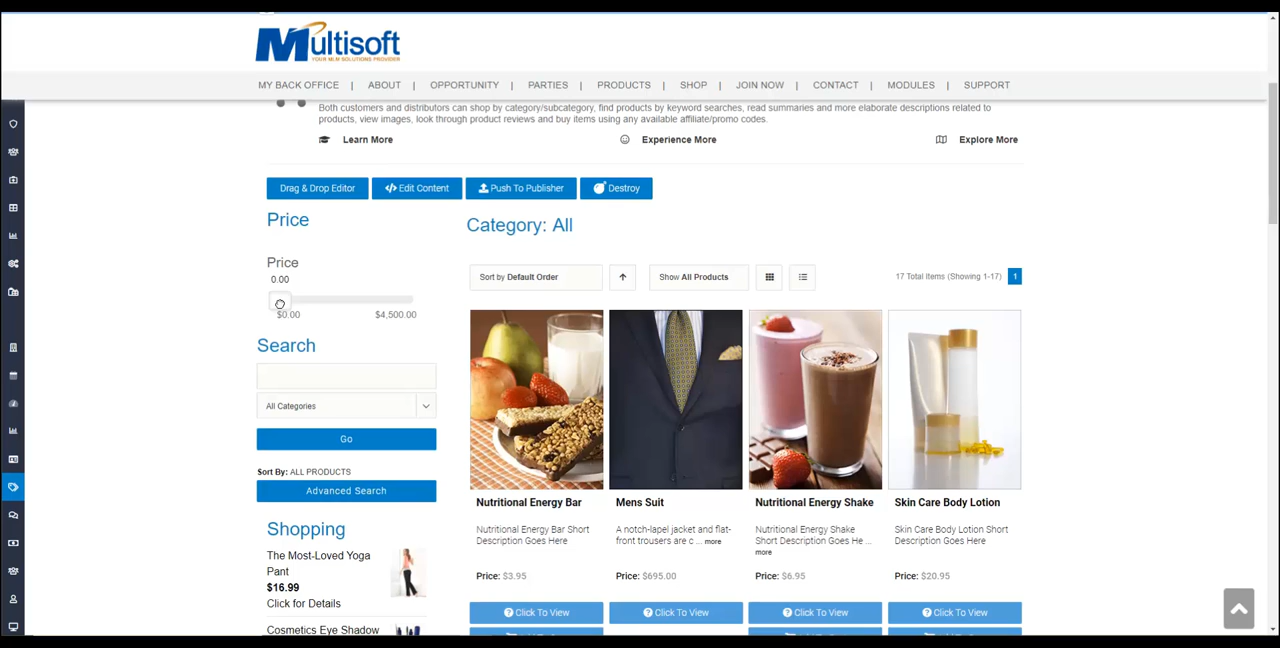 Multisoft
YOUR MLM SOLUTIONS PROVIDER
MY BACK OFFICE | ABOUT | OPPORTUNITY | PARTIES | PRODUCTS | SHOP | JOIN NOW | CONTACT | MODULES | SUPPORT
Both customers and distributors can shop by category/subcategory, find products by keyword searches, read summaries and more elaborate descriptions related to
products, view images, look through product reviews and buy items using any available affiliate/promo codes.
Learn More Experience More Explore More
Drag & Drop Editor Edit Content Push To Publisher Destroy
Price
Category: All
Price
0.00
$0.00 $4,500.00
Sort by Default Order Show All Products 17 Total Items (Showing 1-17) 1
Search
All Categories
Go
Sort By: ALL PRODUCTS
Advanced Search
Shopping
The Most-Loved Yoga
Pant
$16.99
Click for Details
Cosmetics Eye Shadow
Nutritional Energy Bar
Nutritional Energy Bar Short
Description Goes Here
Price: $3.95
Click To View
Mens Suit
A notch-lapel jacket and flat-
front trousers are c ... more
Price: $695.00
Click To View
Nutritional Energy Shake
Nutritional Energy Shake
Short Description Goes He ...
more
Price: $6.95
Click To View
Skin Care Body Lotion
Skin Care Body Lotion Short
Description Goes Here
Price: $20.95
Click To View